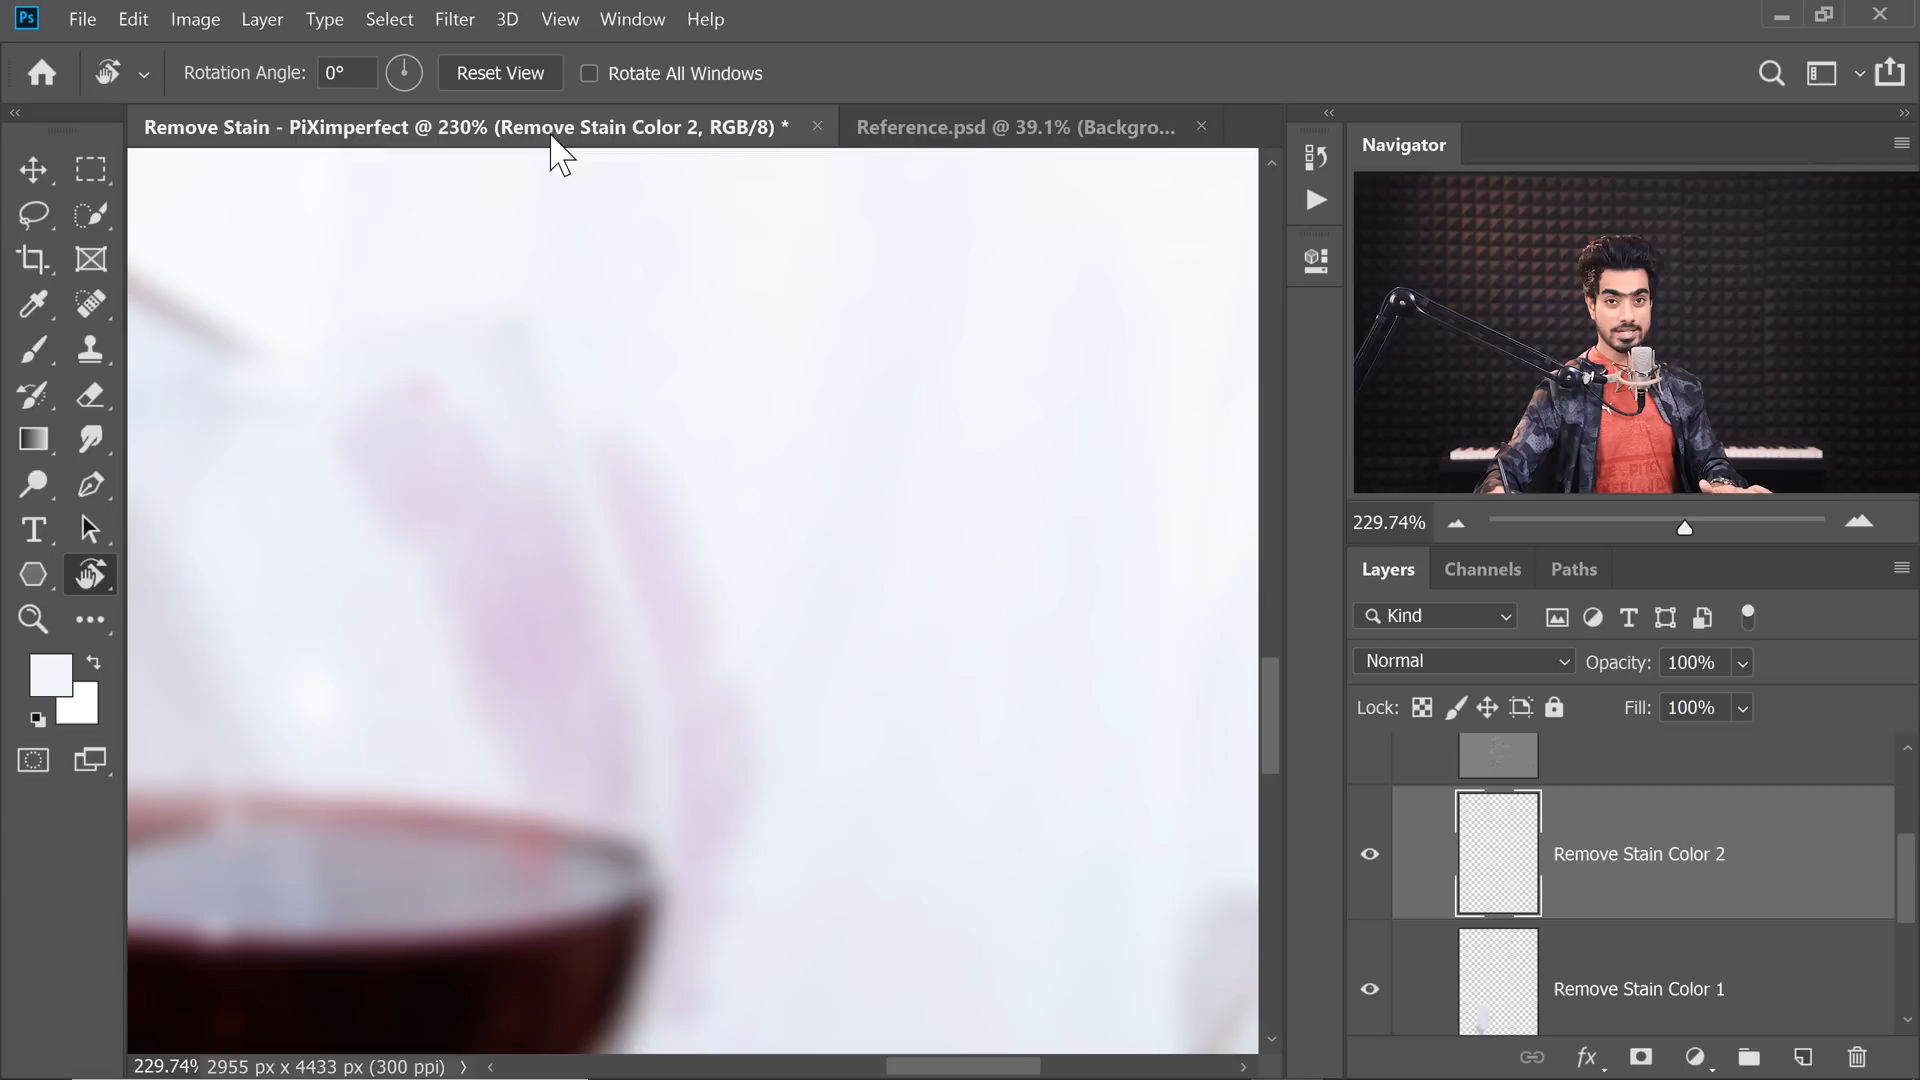 Ps File Edit Image Layer Type Select Filter 3D View Window Help
Rotation Angle: 0° Reset View Rotate All Windows
Remove Stain - PiXimperfect @ 230% (Remove Stain Color 2, RGB/8) * × Reference.psd @ 39.1% (Backgro... ×
Navigator
229.74%
Layers Channels Paths
Kind
Normal Opacity: 100%
Lock: Fill: 100%
Remove Stain Color 2
Remove Stain Color 1
229.74% 2955 px x 4433 px (300 ppi)